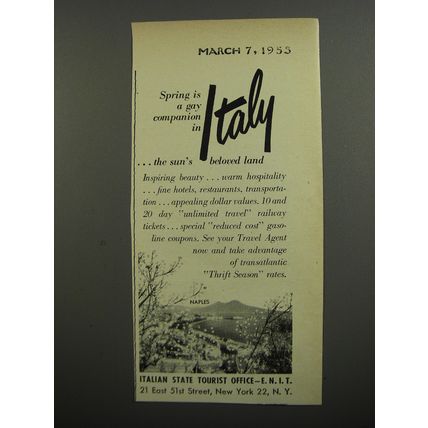 MARCH 7, 1953
Spring is
a gay
companion
in
Italy
... the sun's beloved land
Inspiring beauty ... warm hospitality
... fine hotels, restaurants, transporta-
tion ... appealing dollar values. 10 and
20 day "unlimited travel" railway
tickets ... special "reduced cost" gaso-
line coupons. See your Travel Agent
now and take advantage
of transatlantic
"Thrift Season" rates.
NAPLES
ITALIAN STATE TOURIST OFFICE—E.N.I.T.
21 East 51st Street, New York 22, N. Y.